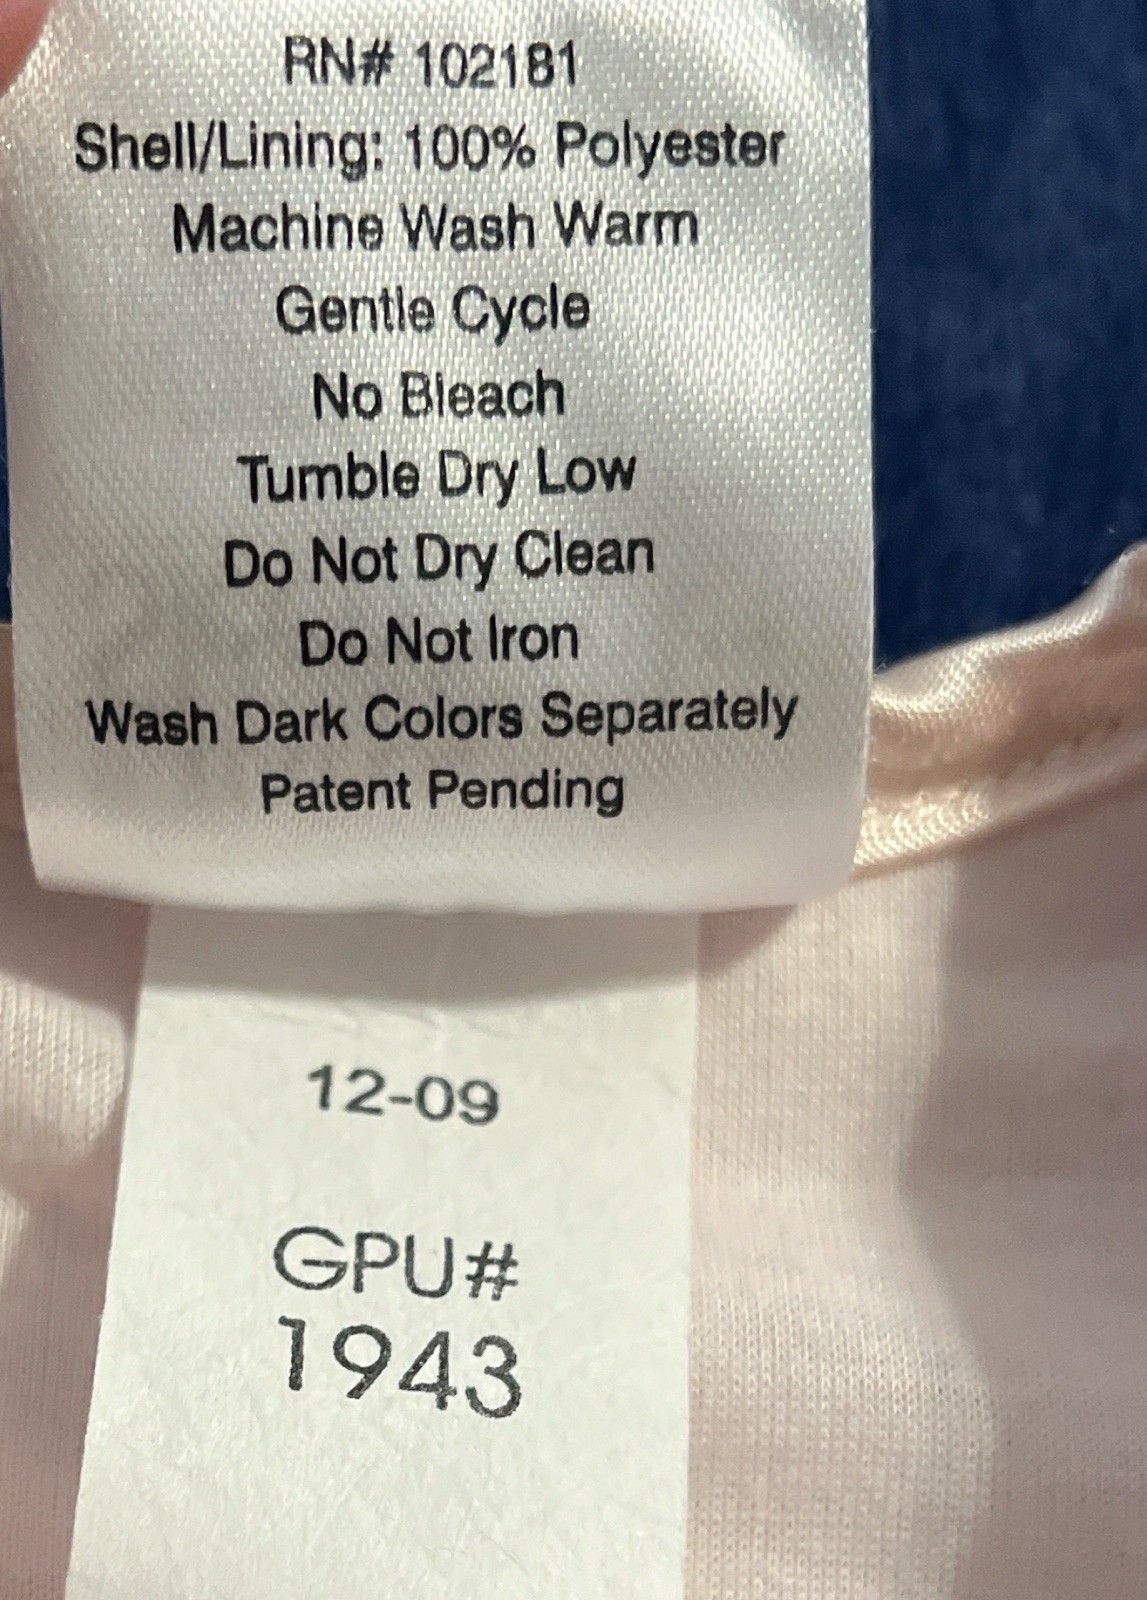 RN# 102181
Shell/Lining: 100% Polyester
Machine Wash Warm
Gentle Cycle
No Bleach
Tumble Dry Low
Do Not Dry Clean
Do Not Iron
Wash Dark Colors Separately
Patent Pending
12-09
GPU#
1943